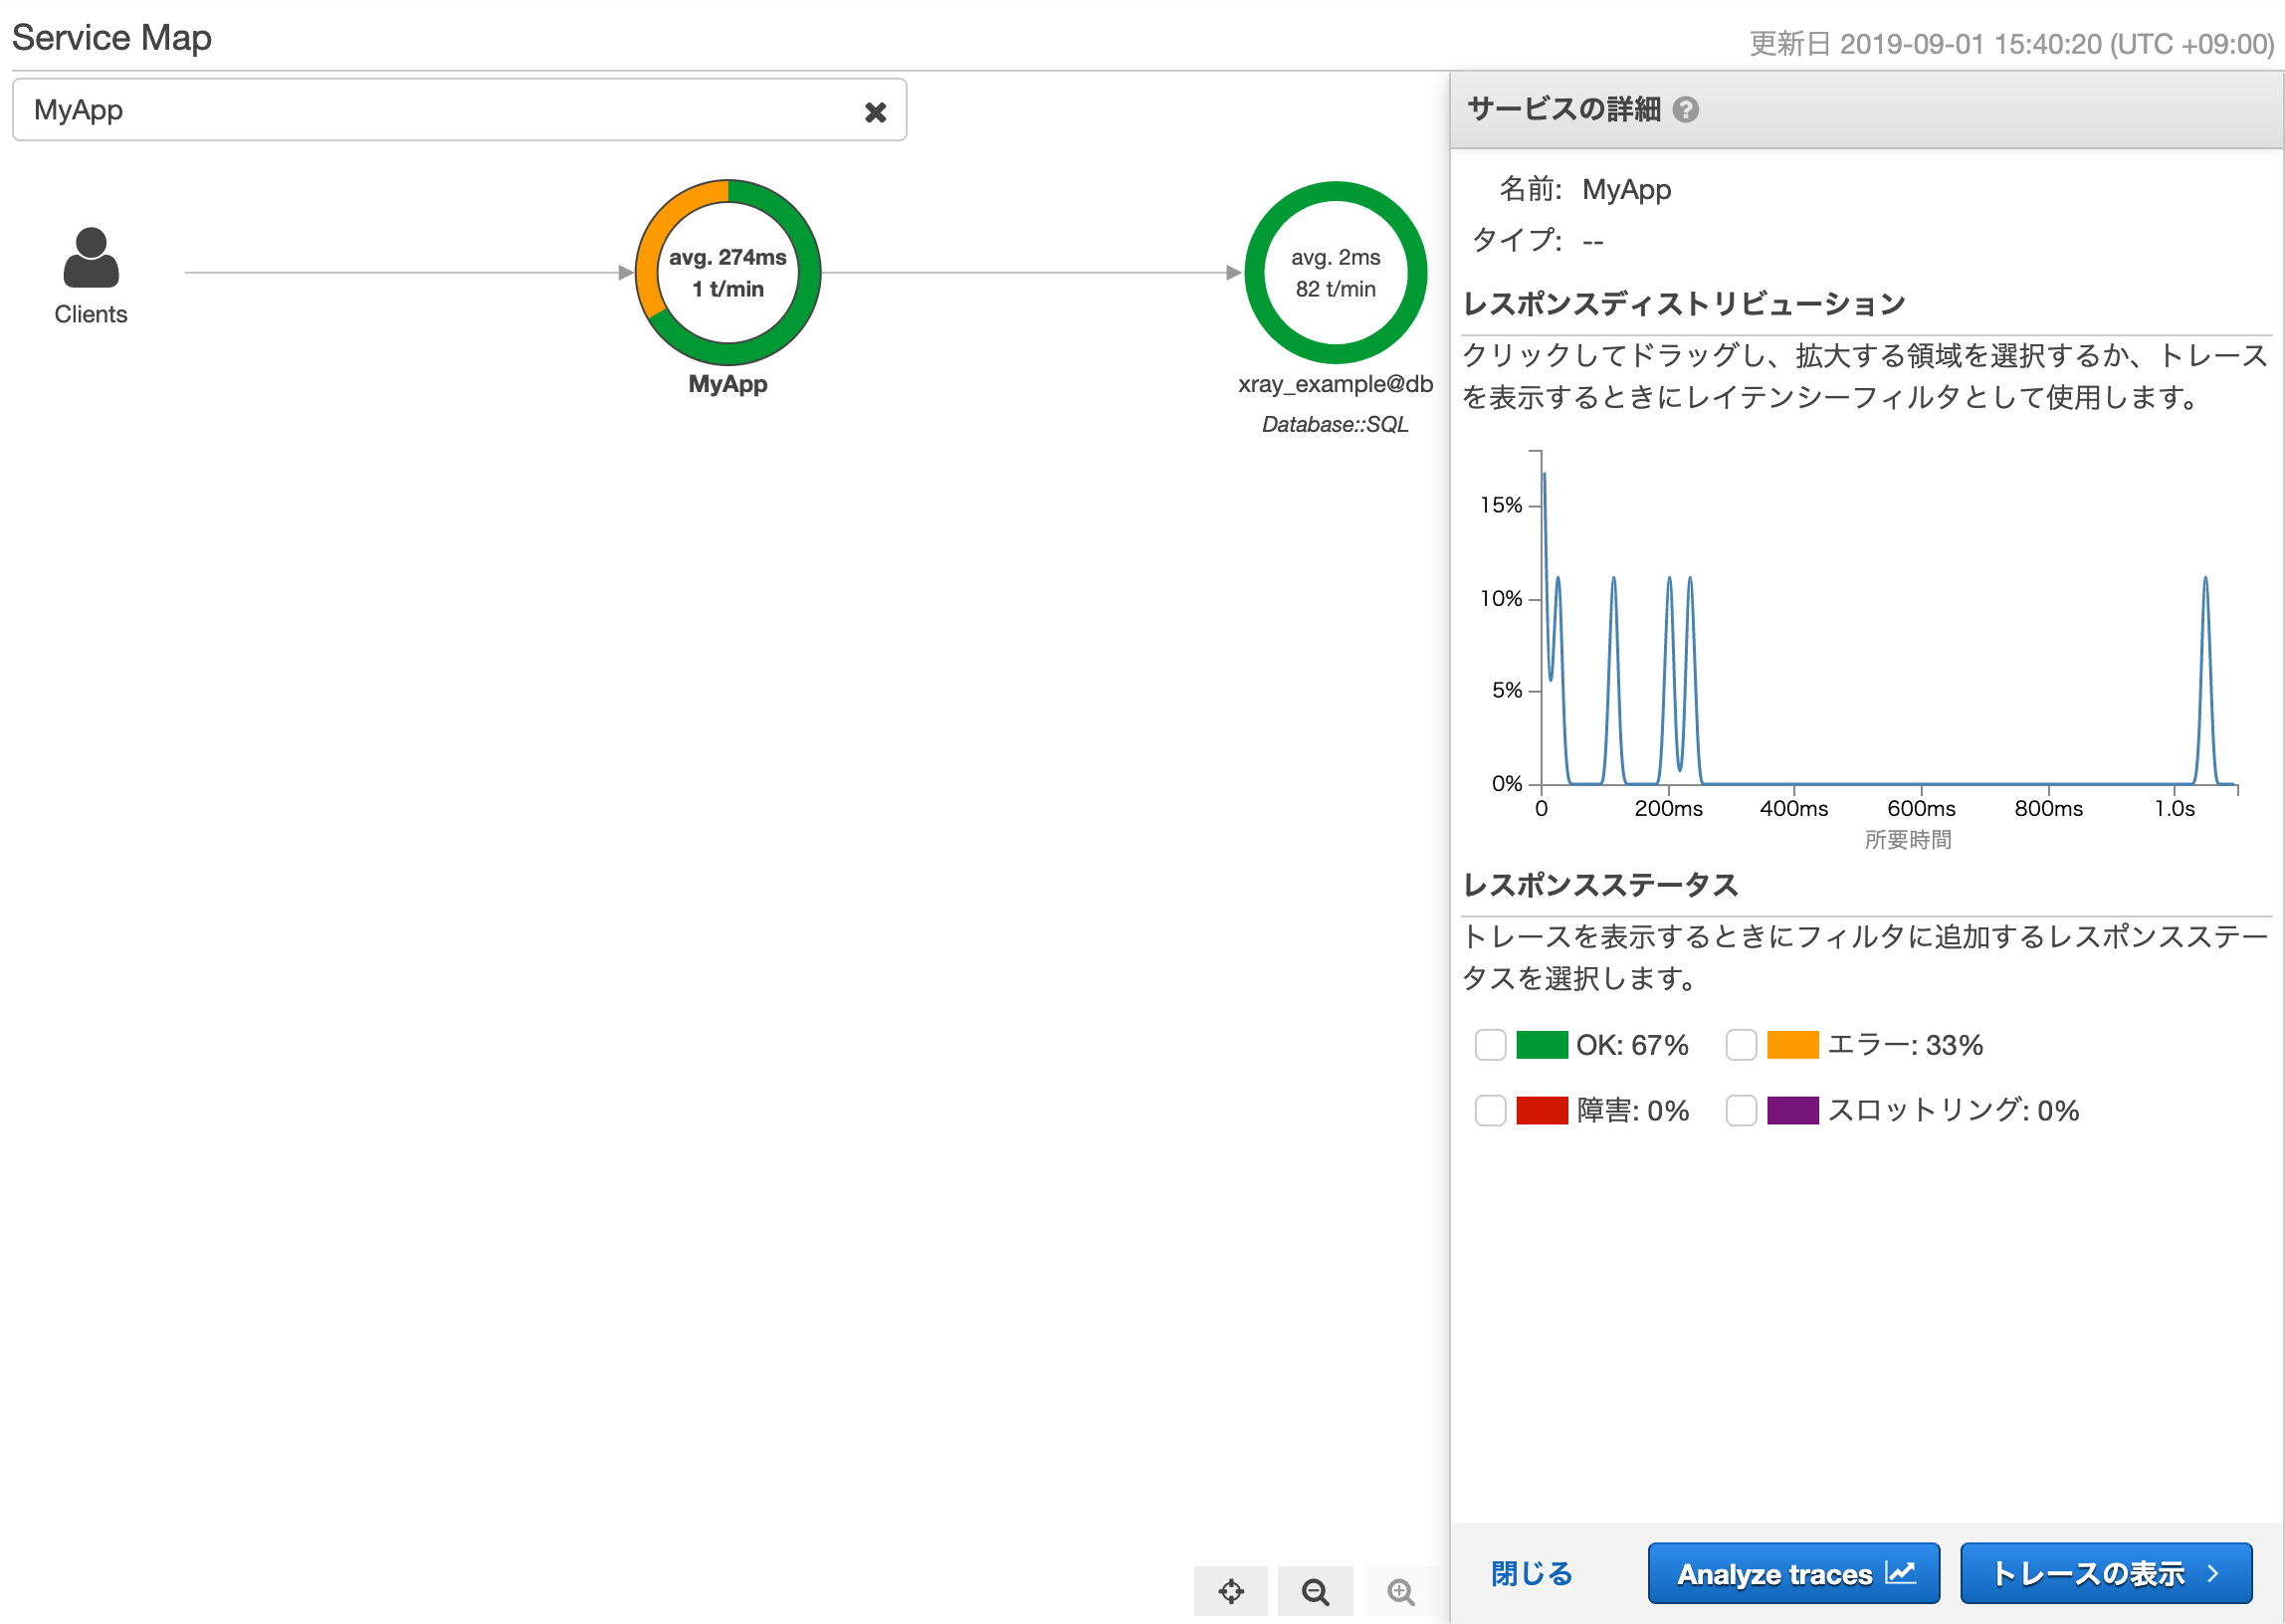 Service Map
更新日 2019-09-01 15:40:20 (UTC +09:00)
MyApp
Clients
avg. 274ms
1 t/min
MyApp
avg. 2ms
82 t/min
xray_example@db
Database::SQL
サービスの詳細
名前: MyApp
タイプ: --
レスポンスディストリビューション
クリックしてドラッグし、拡大する領域を選択するか、トレース
を表示するときにレイテンシーフィルタとして使用します。
15%
10%
5%
0%
0 200ms 400ms 600ms 800ms 1.0s
所要時間
レスポンスステータス
トレースを表示するときにフィルタに追加するレスポンスステー
タスを選択します。
OK: 67% エラー: 33%
障害: 0% スロットリング: 0%
閉じる Analyze traces トレースの表示